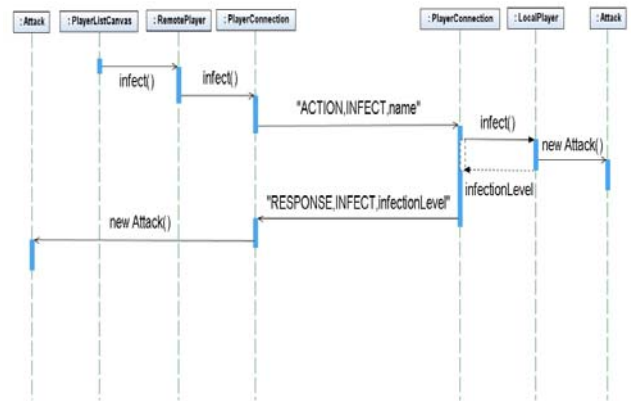 : Attack
: PlayerListCanvas
: RemotePlayer
: PlayerConnection
: PlayerConnection
: LocalPlayer
: Attack
infect()
infect()
"ACTION,INFECT,name"
infect()
new Attack()
infectionLevel
"RESPONSE,INFECT,infectionLevel"
new Attack()